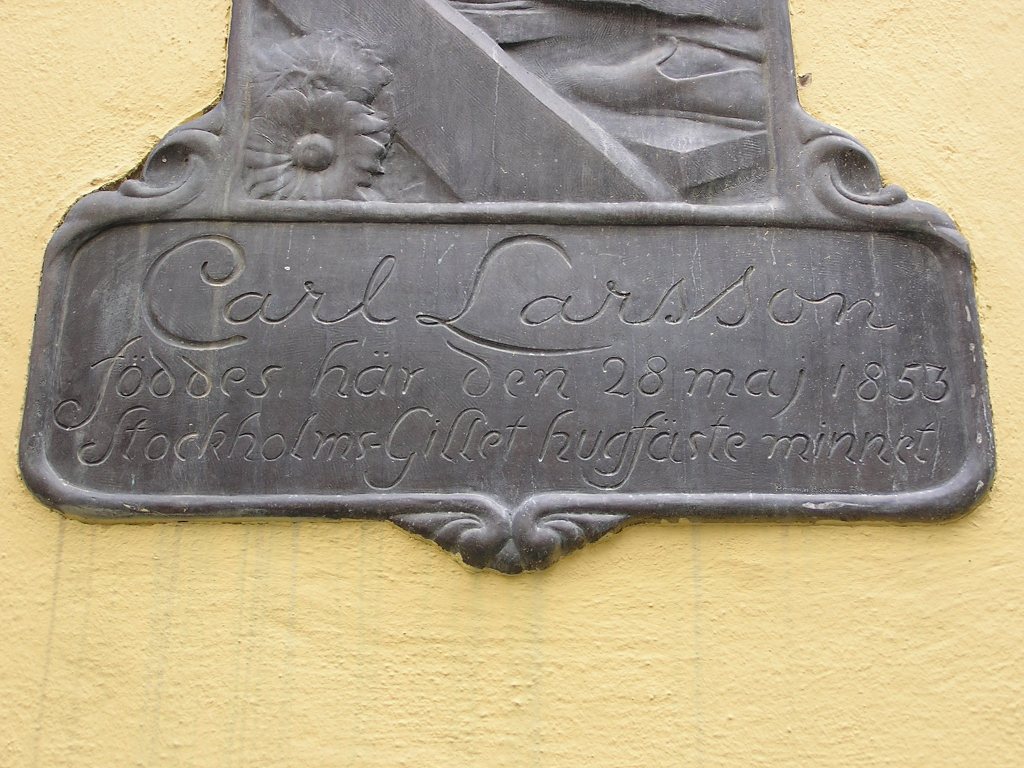 Carl Larsson
föddes här den 28 maj 1853
Stockholms-Gillet hugfäste minnet